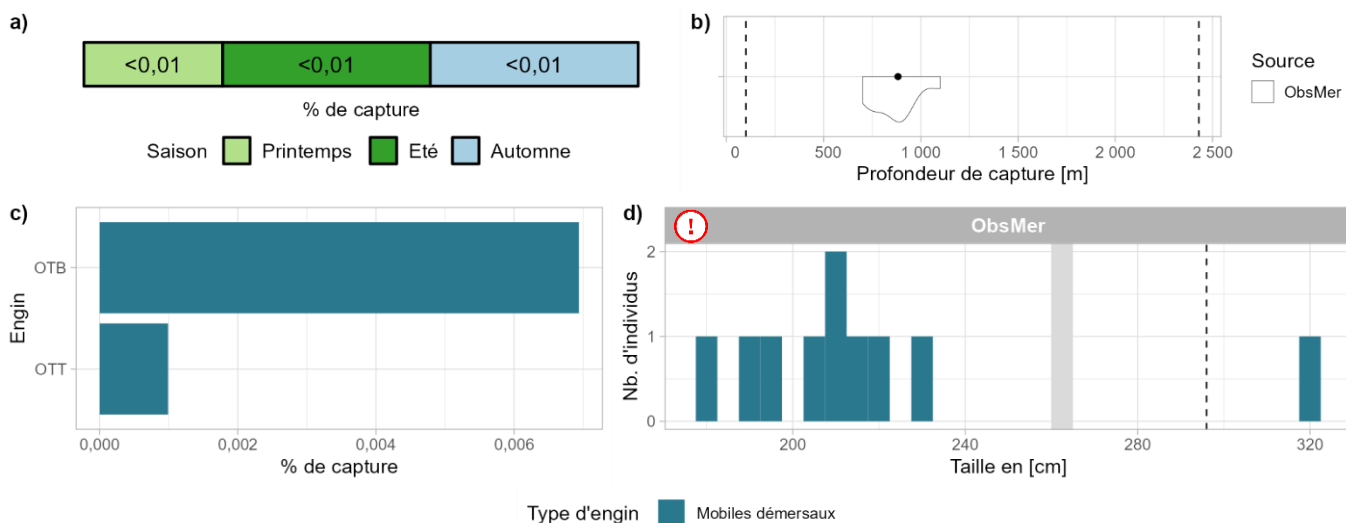 a)
<0,01 <0,01 <0,01
% de capture
Saison Printemps Eté Automne
b)
0 500 1 000 1 500 2 000 2 500
Profondeur de capture [m]
Source
ObsMer
c)
Engin
OTB
OTT
0,000 0,002 0,004 0,006
% de capture
d)
! ObsMer
Nb. d'individus
2
1
0
200 240 280 320
Taille en [cm]
Type d'engin Mobiles démersaux